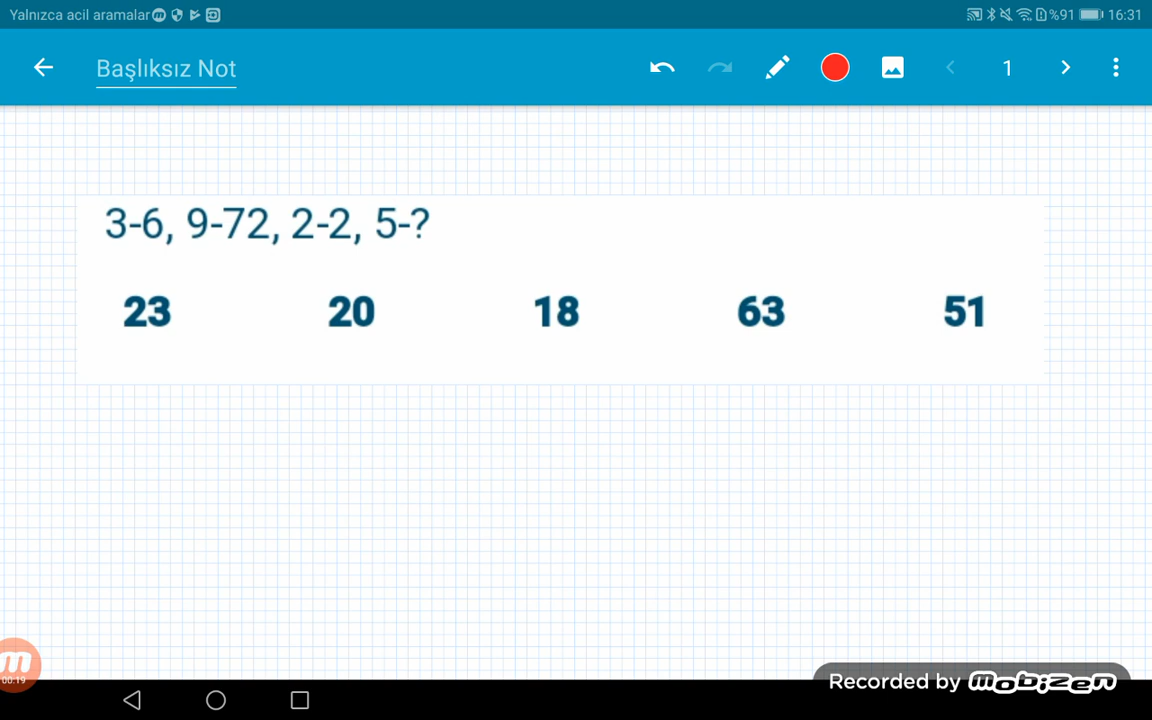 Yalnızca acil aramalar %91 16:31
Başlıksız Not 1
3-6, 9-72, 2-2, 5-?
23 20 18 63 51
m
00:19
Recorded by mobizen